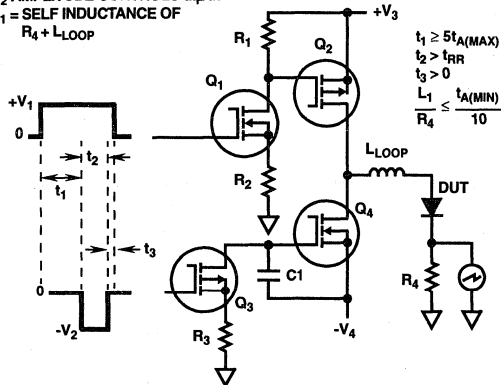 1 = SELF INDUCTANCE OF
R4 + LLOOP
+V3
R1
Q2
t1 ≥ 5tA(MAX)
t2 > tRR
t3 > 0
L1/R4 ≤ tA(MIN)/10
Q1
+V1
0
t2
t1
t3
R2
LLOOP
DUT
Q4
C1
R4
0
-V2
Q3
R3
-V4